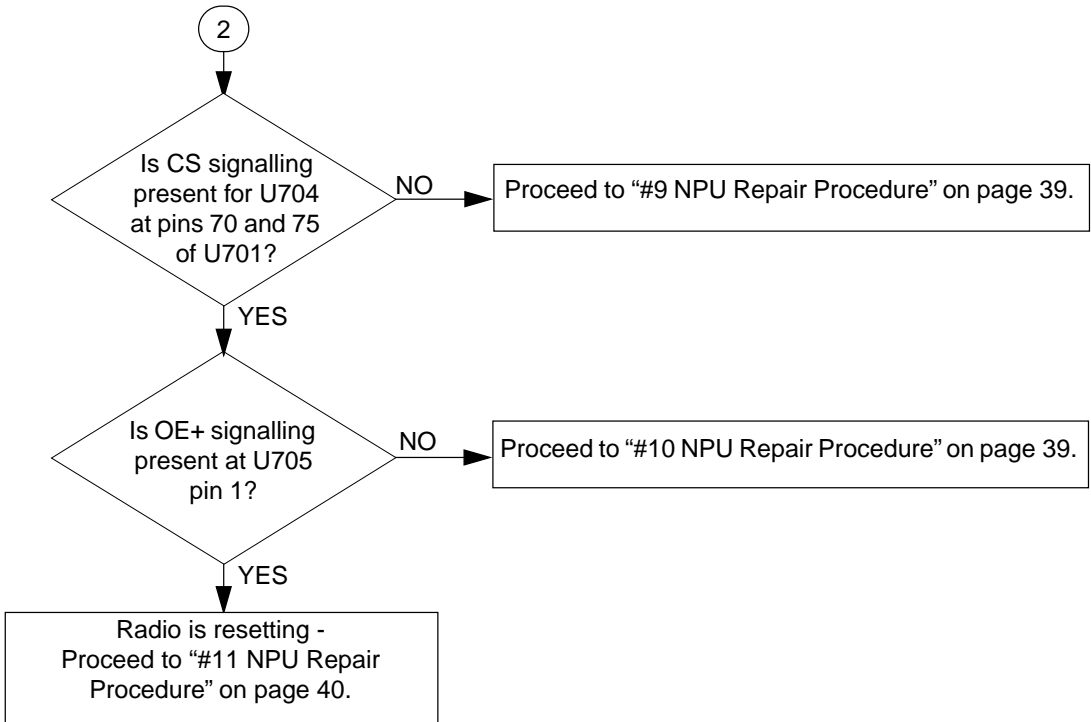 2
Is CS signalling
present for U704
at pins 70 and 75
of U701?
NO
Proceed to “#9 NPU Repair Procedure” on page 39.
YES
Is OE+ signalling
present at U705
pin 1?
NO
Proceed to “#10 NPU Repair Procedure” on page 39.
YES
Radio is resetting -
Proceed to “#11 NPU Repair
Procedure” on page 40.